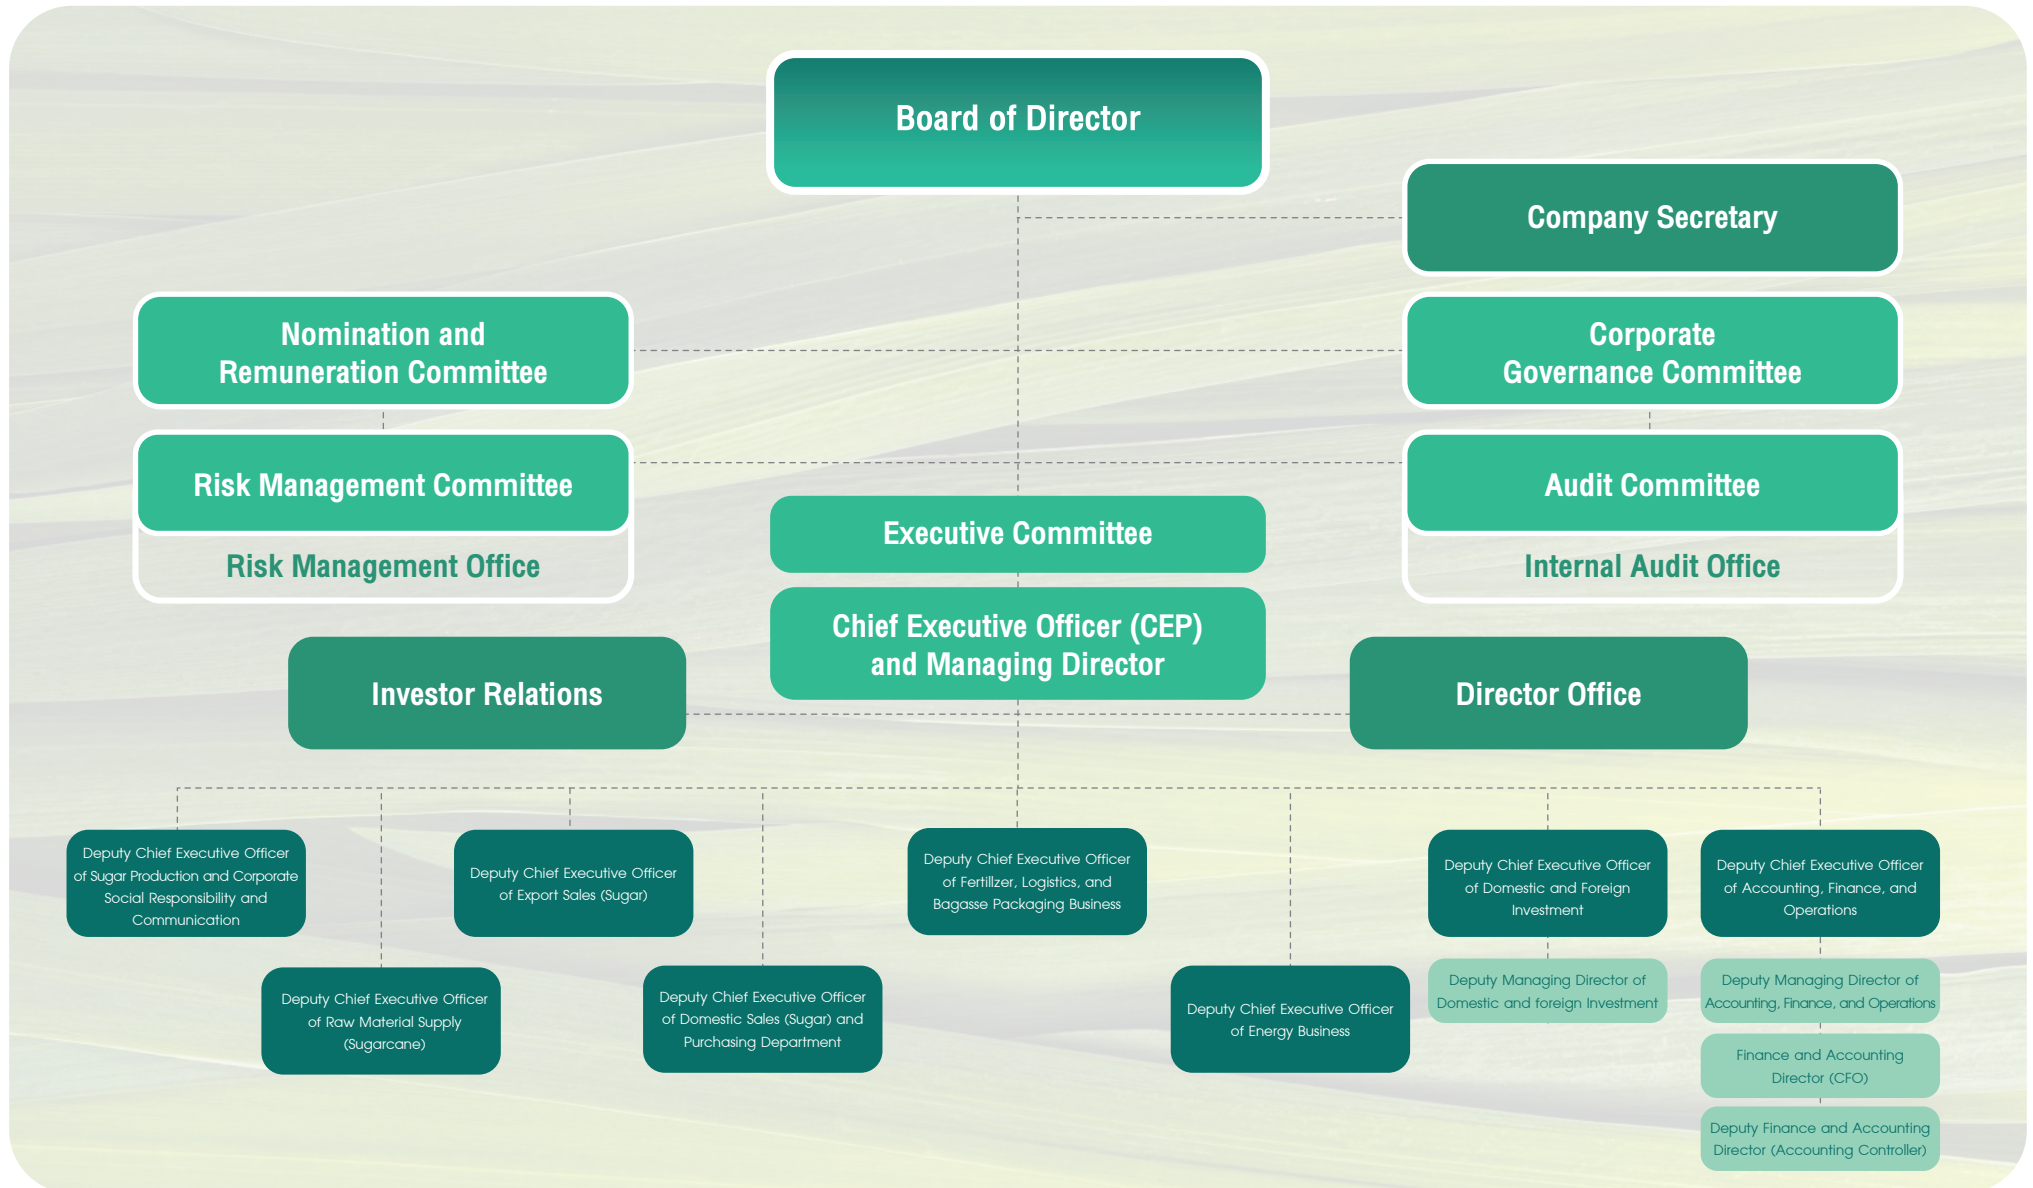 Board of Director
Company Secretary
Nomination and
Remuneration Committee
Corporate
Governance Committee
Risk Management Committee
Audit Committee
Risk Management Office
Executive Committee
Internal Audit Office
Chief Executive Officer (CEP)
and Managing Director
Investor Relations
Director Office
Deputy Chief Executive Officer
of Sugar Production and Corporate
Social Responsibility and
Communication
Deputy Chief Executive Officer
of Export Sales (Sugar)
Deputy Chief Executive Officer
of Fertillzer, Logistics, and
Bagasse Packaging Business
Deputy Chief Executive Officer
of Domestic and Foreign
Investment
Deputy Chief Executive Officer
of Accounting, Finance, and
Operations
Deputy Chief Executive Officer
of Raw Material Supply
(Sugarcane)
Deputy Chief Executive Officer
of Domestic Sales (Sugar) and
Purchasing Department
Deputy Chief Executive Officer
of Energy Business
Deputy Managing Director of
Domestic and foreign Investment
Deputy Managing Director of
Accounting, Finance, and Operations
Finance and Accounting
Director (CFO)
Deputy Finance and Accounting
Director (Accounting Controller)